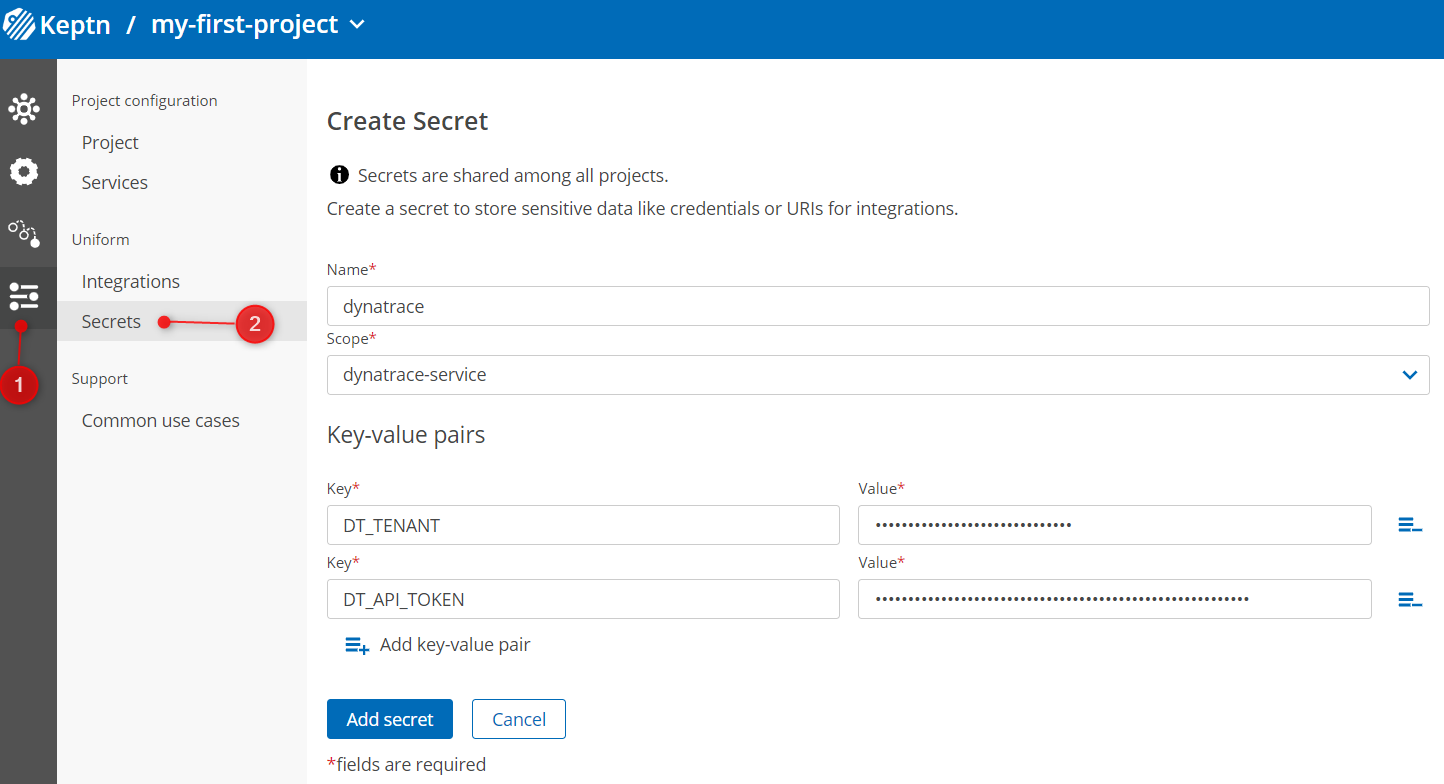 Keptn / my-first-project
Project configuration
Project
Services
Uniform
Integrations
Secrets
2
1
Support
Common use cases
Create Secret
Secrets are shared among all projects.
Create a secret to store sensitive data like credentials or URIs for integrations.
Name*
dynatrace
Scope*
dynatrace-service
Key-value pairs
Key* Value*
DT_TENANT ••••••••••••••••••••••••••••••
Key* Value*
DT_API_TOKEN •••••••••••••••••••••••••••••••••••••••••••••••••••••••••
Add key-value pair
Add secret Cancel
*fields are required